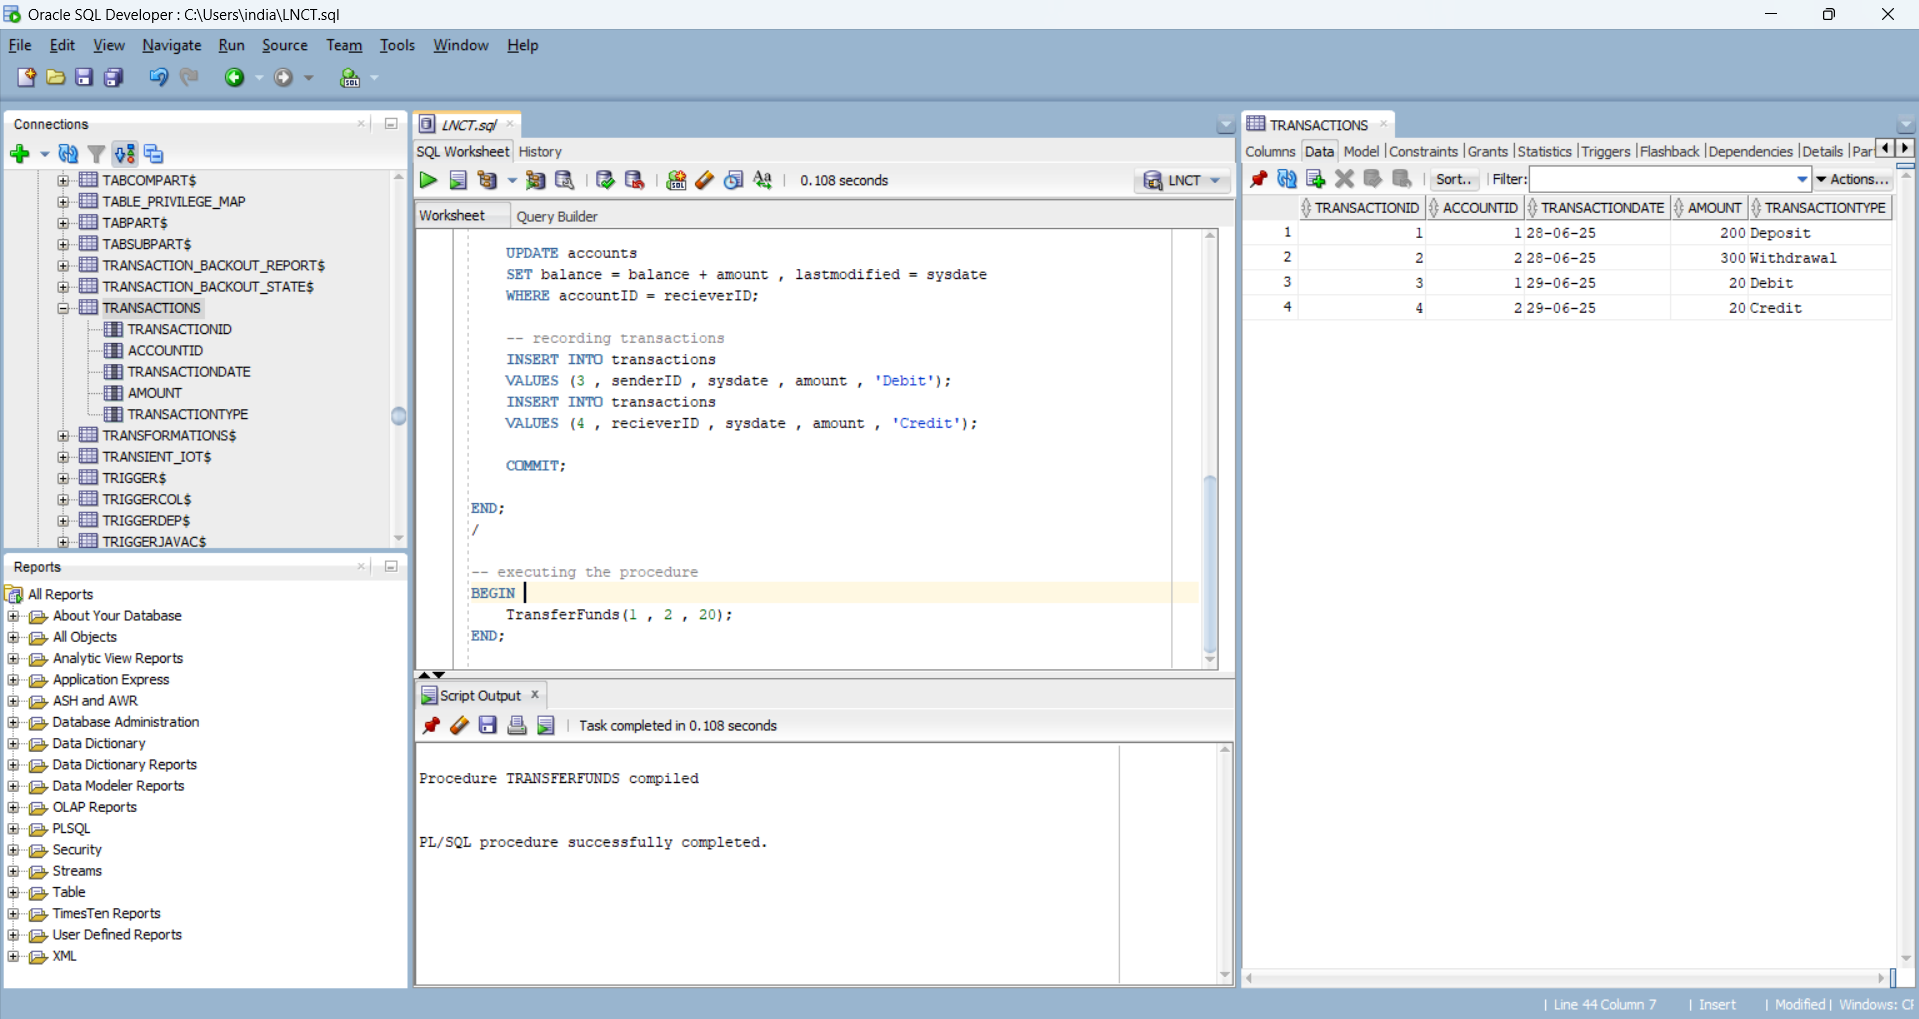 Oracle SQL Developer : C:\Users\india\LNCT.sql
File Edit View Navigate Run Source Team Tools Window Help
Connections
TABCOMPART$
TABLE_PRIVILEGE_MAP
TABPART$
TABSUBPART$
TRANSACTION_BACKOUT_REPORT$
TRANSACTION_BACKOUT_STATE$
TRANSACTIONS
TRANSACTIONID
ACCOUNTID
TRANSACTIONDATE
AMOUNT
TRANSACTIONTYPE
TRANSFORMATIONS$
TRANSIENT_IOT$
TRIGGER$
TRIGGERCOL$
TRIGGERDEP$
TRIGGERJAVAC$
Reports
All Reports
About Your Database
All Objects
Analytic View Reports
Application Express
ASH and AWR
Database Administration
Data Dictionary
Data Dictionary Reports
Data Modeler Reports
OLAP Reports
PLSQL
Security
Streams
Table
TimesTen Reports
User Defined Reports
XML
LNCT.sql
SQL Worksheet History
0.108 seconds
LNCT
Worksheet Query Builder
UPDATE accounts
SET balance = balance + amount , lastmodified = sysdate
WHERE accountID = recieverID;
-- recording transactions
INSERT INTO transactions
VALUES (3 , senderID , sysdate , amount , 'Debit');
INSERT INTO transactions
VALUES (4 , recieverID , sysdate , amount , 'Credit');
COMMIT;
END;
/
-- executing the procedure
BEGIN
TransferFunds(1 , 2 , 20);
END;
Script Output
Task completed in 0.108 seconds
Procedure TRANSFERFUNDS compiled
PL/SQL procedure successfully completed.
TRANSACTIONS
Columns Data Model Constraints Grants Statistics Triggers Flashback Dependencies Details Par
Sort.. Filter: Actions...
TRANSACTIONID ACCOUNTID TRANSACTIONDATE AMOUNT TRANSACTIONTYPE
1 1 1 28-06-25 200 Deposit
2 2 2 28-06-25 300 Withdrawal
3 3 1 29-06-25 20 Debit
4 4 2 29-06-25 20 Credit
Line 44 Column 7 Insert Modified Windows: C